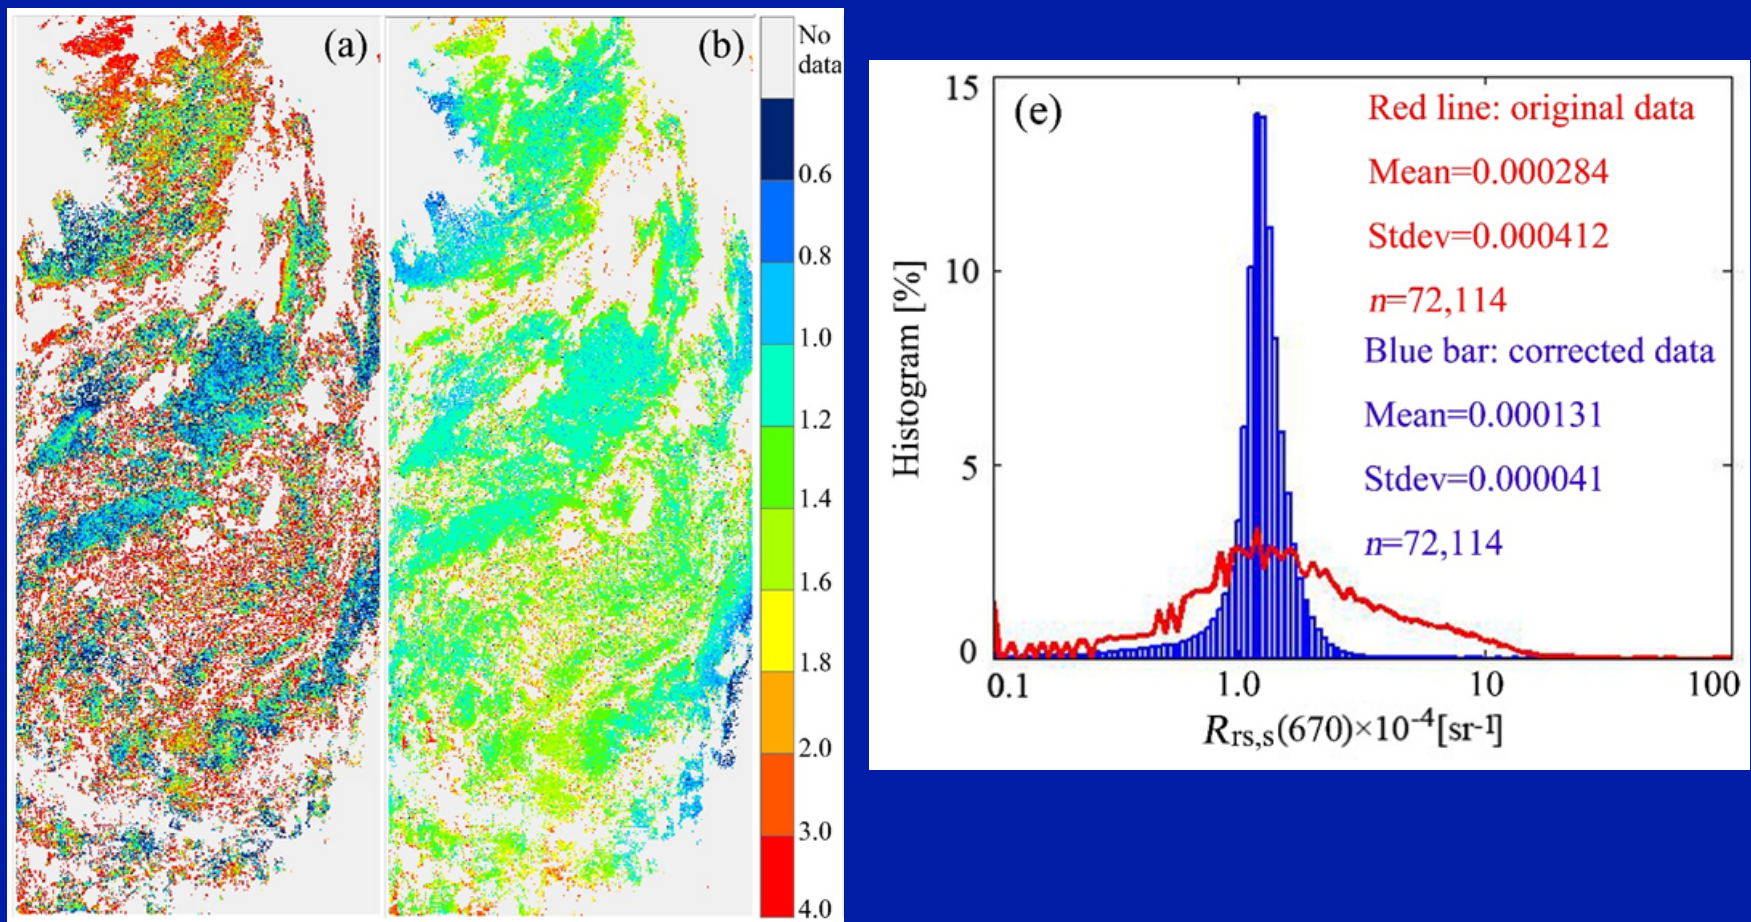 (a)
(b)
No
data
0.6
0.8
1.0
1.2
1.4
1.6
1.8
2.0
3.0
4.0
(e)
15
10
5
0
Histogram [%]
0.1
1.0
10
100
Rrs,s(670)×10⁻⁴[sr⁻¹]
Red line: original data
Mean=0.000284
Stdev=0.000412
n=72,114
Blue bar: corrected data
Mean=0.000131
Stdev=0.000041
n=72,114